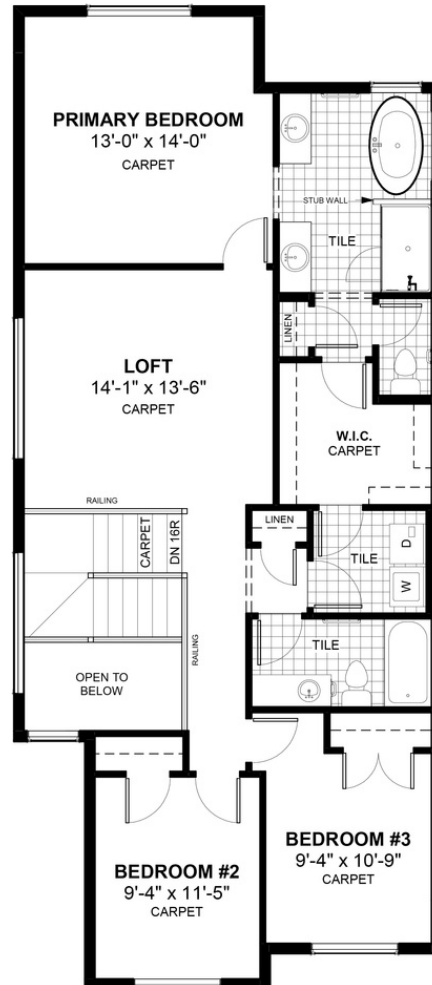 PRIMARY BEDROOM
13'-0" x 14'-0"
CARPET
STUB WALL
TILE
LINEN
LOFT
14'-1" x 13'-6"
CARPET
W.I.C.
CARPET
RAILING
CARPET
DN 16R
LINEN
TILE
D
W
RAILING
OPEN TO
BELOW
TILE
BEDROOM #2
9'-4" x 11'-5"
CARPET
BEDROOM #3
9'-4" x 10'-9"
CARPET